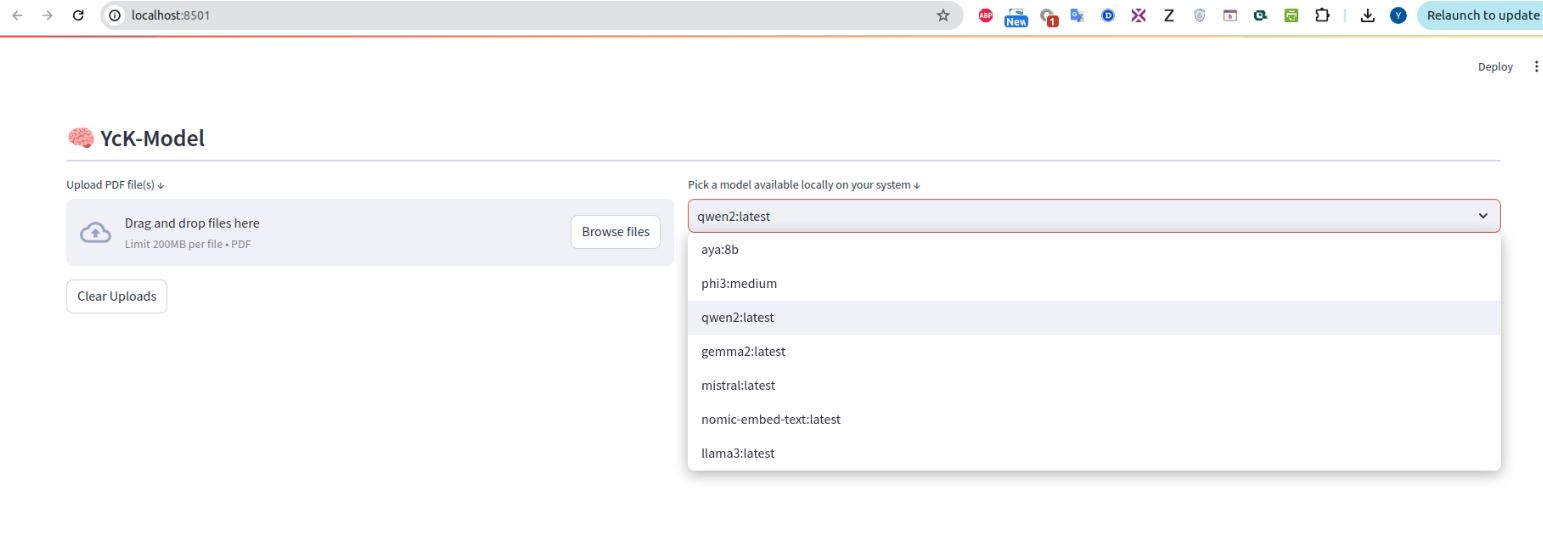 localhost:8501
ABP
New
1
D
Z
Y
Relaunch to update
Deploy
🧠 YcK-Model
Upload PDF file(s) ↓
Drag and drop files here
Limit 200MB per file • PDF
Browse files
Clear Uploads
Pick a model available locally on your system ↓
qwen2:latest
aya:8b
phi3:medium
qwen2:latest
gemma2:latest
mistral:latest
nomic-embed-text:latest
llama3:latest